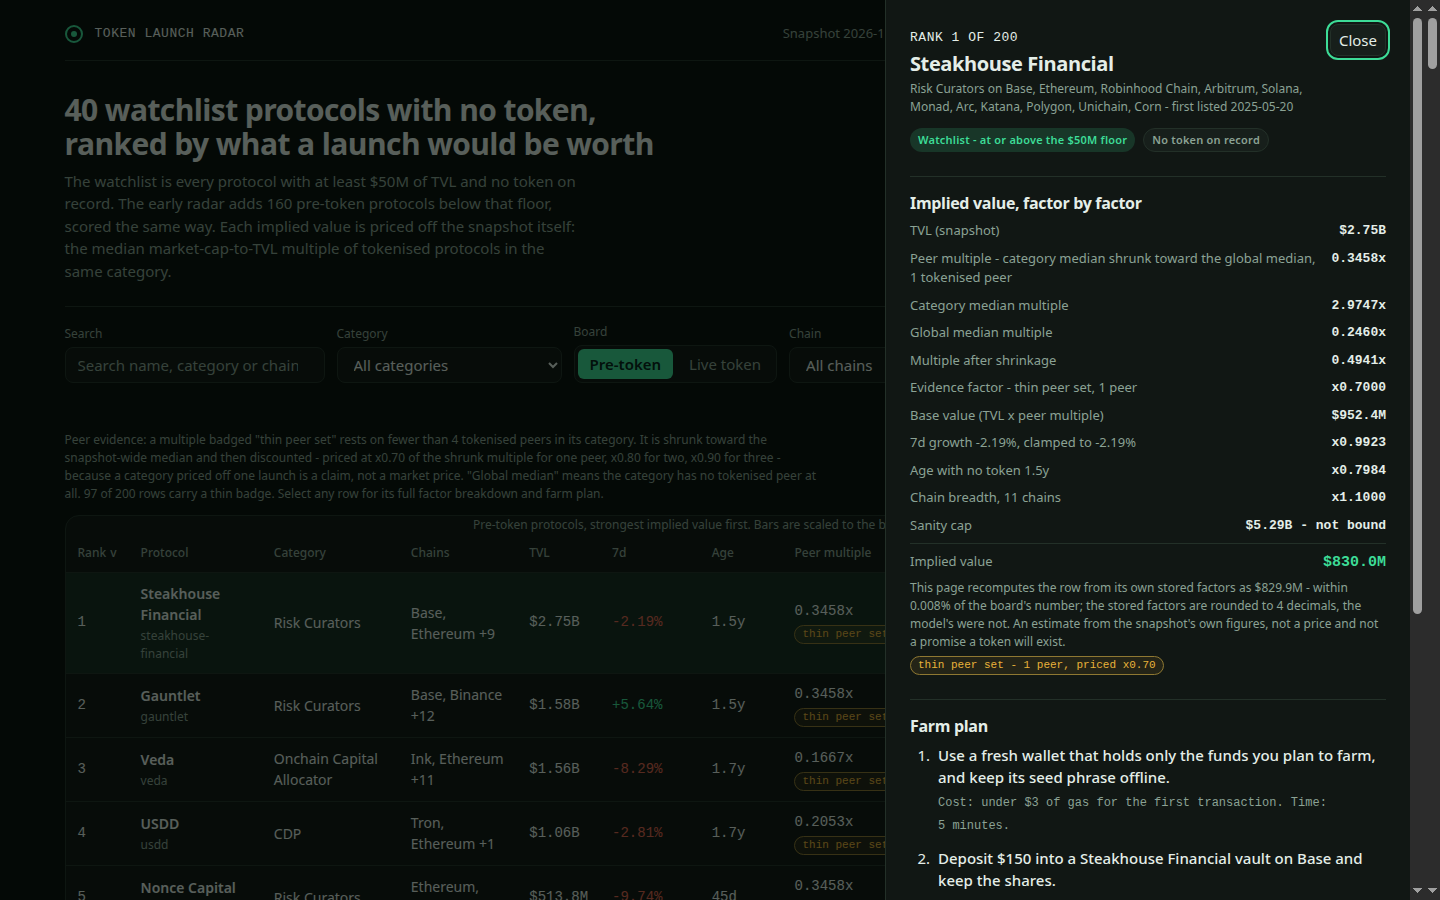 TOKEN LAUNCH RADAR
Snapshot 2026-1
40 watchlist protocols with no token,
ranked by what a launch would be worth
The watchlist is every protocol with at least $50M of TVL and no token on
record. The early radar adds 160 pre-token protocols below that floor,
scored the same way. Each implied value is priced off the snapshot itself:
the median market-cap-to-TVL multiple of tokenised protocols in the
same category.
Search
Category
Board
Chain
Search name, category or chain
All categories
Pre-token
Live token
All chains
Peer evidence: a multiple badged "thin peer set" rests on fewer than 4 tokenised peers in its category. It is shrunk toward the
snapshot-wide median and then discounted - priced at x0.70 of the shrunk multiple for one peer, x0.80 for two, x0.90 for three -
because a category priced off one launch is a claim, not a market price. "Global median" means the category has no tokenised peer at
all. 97 of 200 rows carry a thin badge. Select any row for its full factor breakdown and farm plan.
Pre-token protocols, strongest implied value first. Bars are scaled to the b
Rank v
Protocol
Category
Chains
TVL
7d
Age
Peer multiple
1
Steakhouse
Financial
steakhouse-
financial
Risk Curators
Base,
Ethereum +9
$2.75B
-2.19%
1.5y
0.3458x
thin peer set
2
Gauntlet
gauntlet
Risk Curators
Base, Binance
+12
$1.58B
+5.64%
1.5y
0.3458x
thin peer set
3
Veda
veda
Onchain Capital
Allocator
Ink, Ethereum
+11
$1.56B
-8.29%
1.7y
0.1667x
thin peer set
4
USDD
usdd
CDP
Tron,
Ethereum +1
$1.06B
-2.81%
1.7y
0.2053x
thin peer set
5
Nonce Capital
Risk Curators
Ethereum,
$513.8M
-9.74%
45d
0.3458x
RANK 1 OF 200
Close
Steakhouse Financial
Risk Curators on Base, Ethereum, Robinhood Chain, Arbitrum, Solana,
Monad, Arc, Katana, Polygon, Unichain, Corn - first listed 2025-05-20
Watchlist - at or above the $50M floor
No token on record
Implied value, factor by factor
TVL (snapshot)
$2.75B
Peer multiple - category median shrunk toward the global median,
1 tokenised peer
0.3458x
Category median multiple
2.9747x
Global median multiple
0.2460x
Multiple after shrinkage
0.4941x
Evidence factor - thin peer set, 1 peer
x0.7000
Base value (TVL x peer multiple)
$952.4M
7d growth -2.19%, clamped to -2.19%
x0.9923
Age with no token 1.5y
x0.7984
Chain breadth, 11 chains
x1.1000
Sanity cap
$5.29B - not bound
Implied value
$830.0M
This page recomputes the row from its own stored factors as $829.9M - within
0.008% of the board's number; the stored factors are rounded to 4 decimals, the
model's were not. An estimate from the snapshot's own figures, not a price and not
a promise a token will exist.
thin peer set - 1 peer, priced x0.70
Farm plan
1. Use a fresh wallet that holds only the funds you plan to farm,
and keep its seed phrase offline.
Cost: under $3 of gas for the first transaction. Time:
5 minutes.
2. Deposit $150 into a Steakhouse Financial vault on Base and
keep the shares.